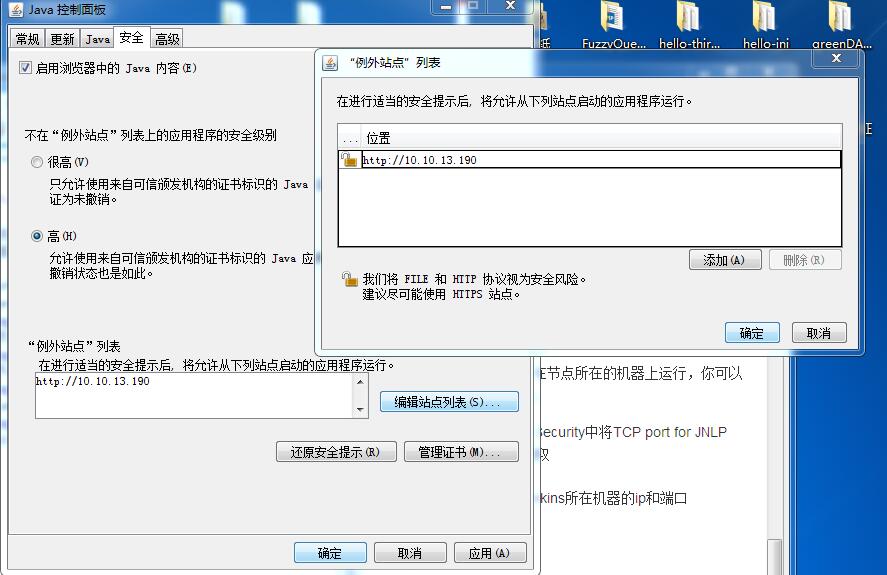 Java 控制面板
常规 更新 Java 安全 高级
启用浏览器中的 Java 内容(E)
不在“例外站点”列表上的应用程序的安全级别
很高(V)
只允许使用来自可信颁发机构的证书标识的 Java
证为未撤销。
高(H)
允许使用来自可信颁发机构的证书标识的 Java 应
撤销状态也是如此。
“例外站点”列表
在进行适当的安全提示后，将允许从下列站点启动的应用程序运行。
http://10.10.13.190
编辑站点列表(S)...
还原安全提示(R)
管理证书(M)...
确定
取消
应用(A)
“例外站点”列表
在进行适当的安全提示后，将允许从下列站点启动的应用程序运行。
... 位置
http://10.10.13.190
添加(A)
删除(R)
我们将 FILE 和 HTTP 协议视为安全风险。
建议尽可能使用 HTTPS 站点。
确定
取消
FuzzyQue... hello-thir... hello-ini greenDA...
节点所在的机器上运行，你可以
Security中将TCP port for JNLP
kins所在机器的ip和端口